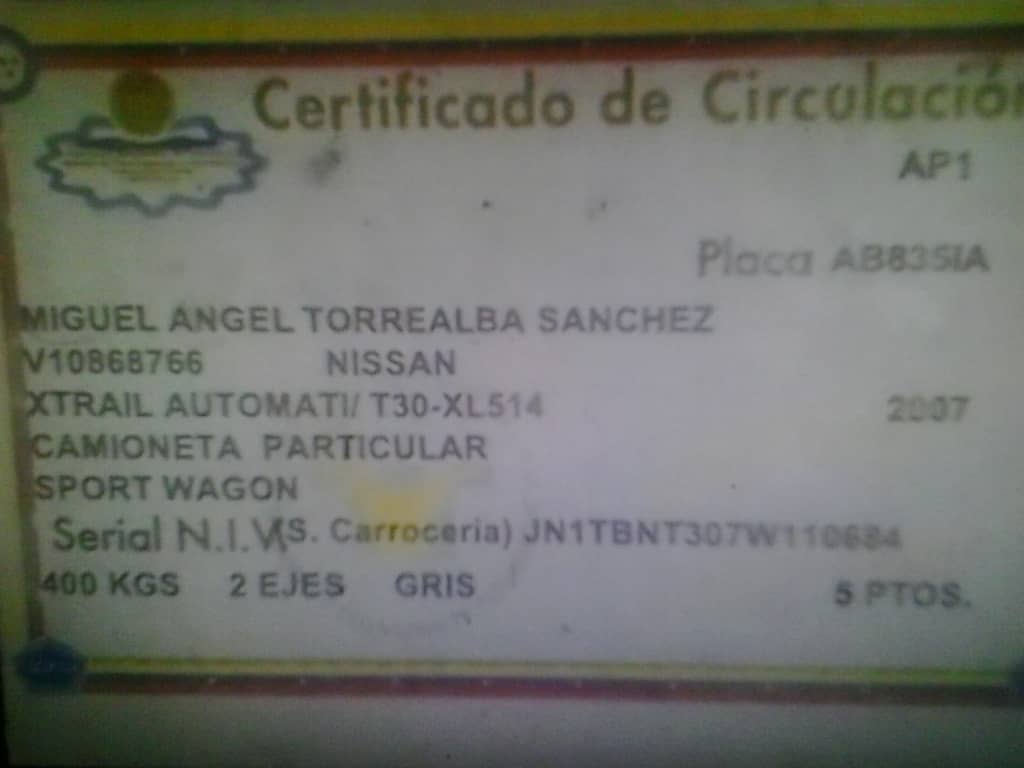 Certificado de Circulación
AP1
Placa AB835IA
MIGUEL ANGEL TORREALBA SANCHEZ
V10868766 NISSAN
XTRAIL AUTOMATI/ T30-XL514 2007
CAMIONETA PARTICULAR
SPORT WAGON
Serial N.I.V(S. Carroceria) JN1TBNT307W110684
400 KGS 2 EJES GRIS 5 PTOS.